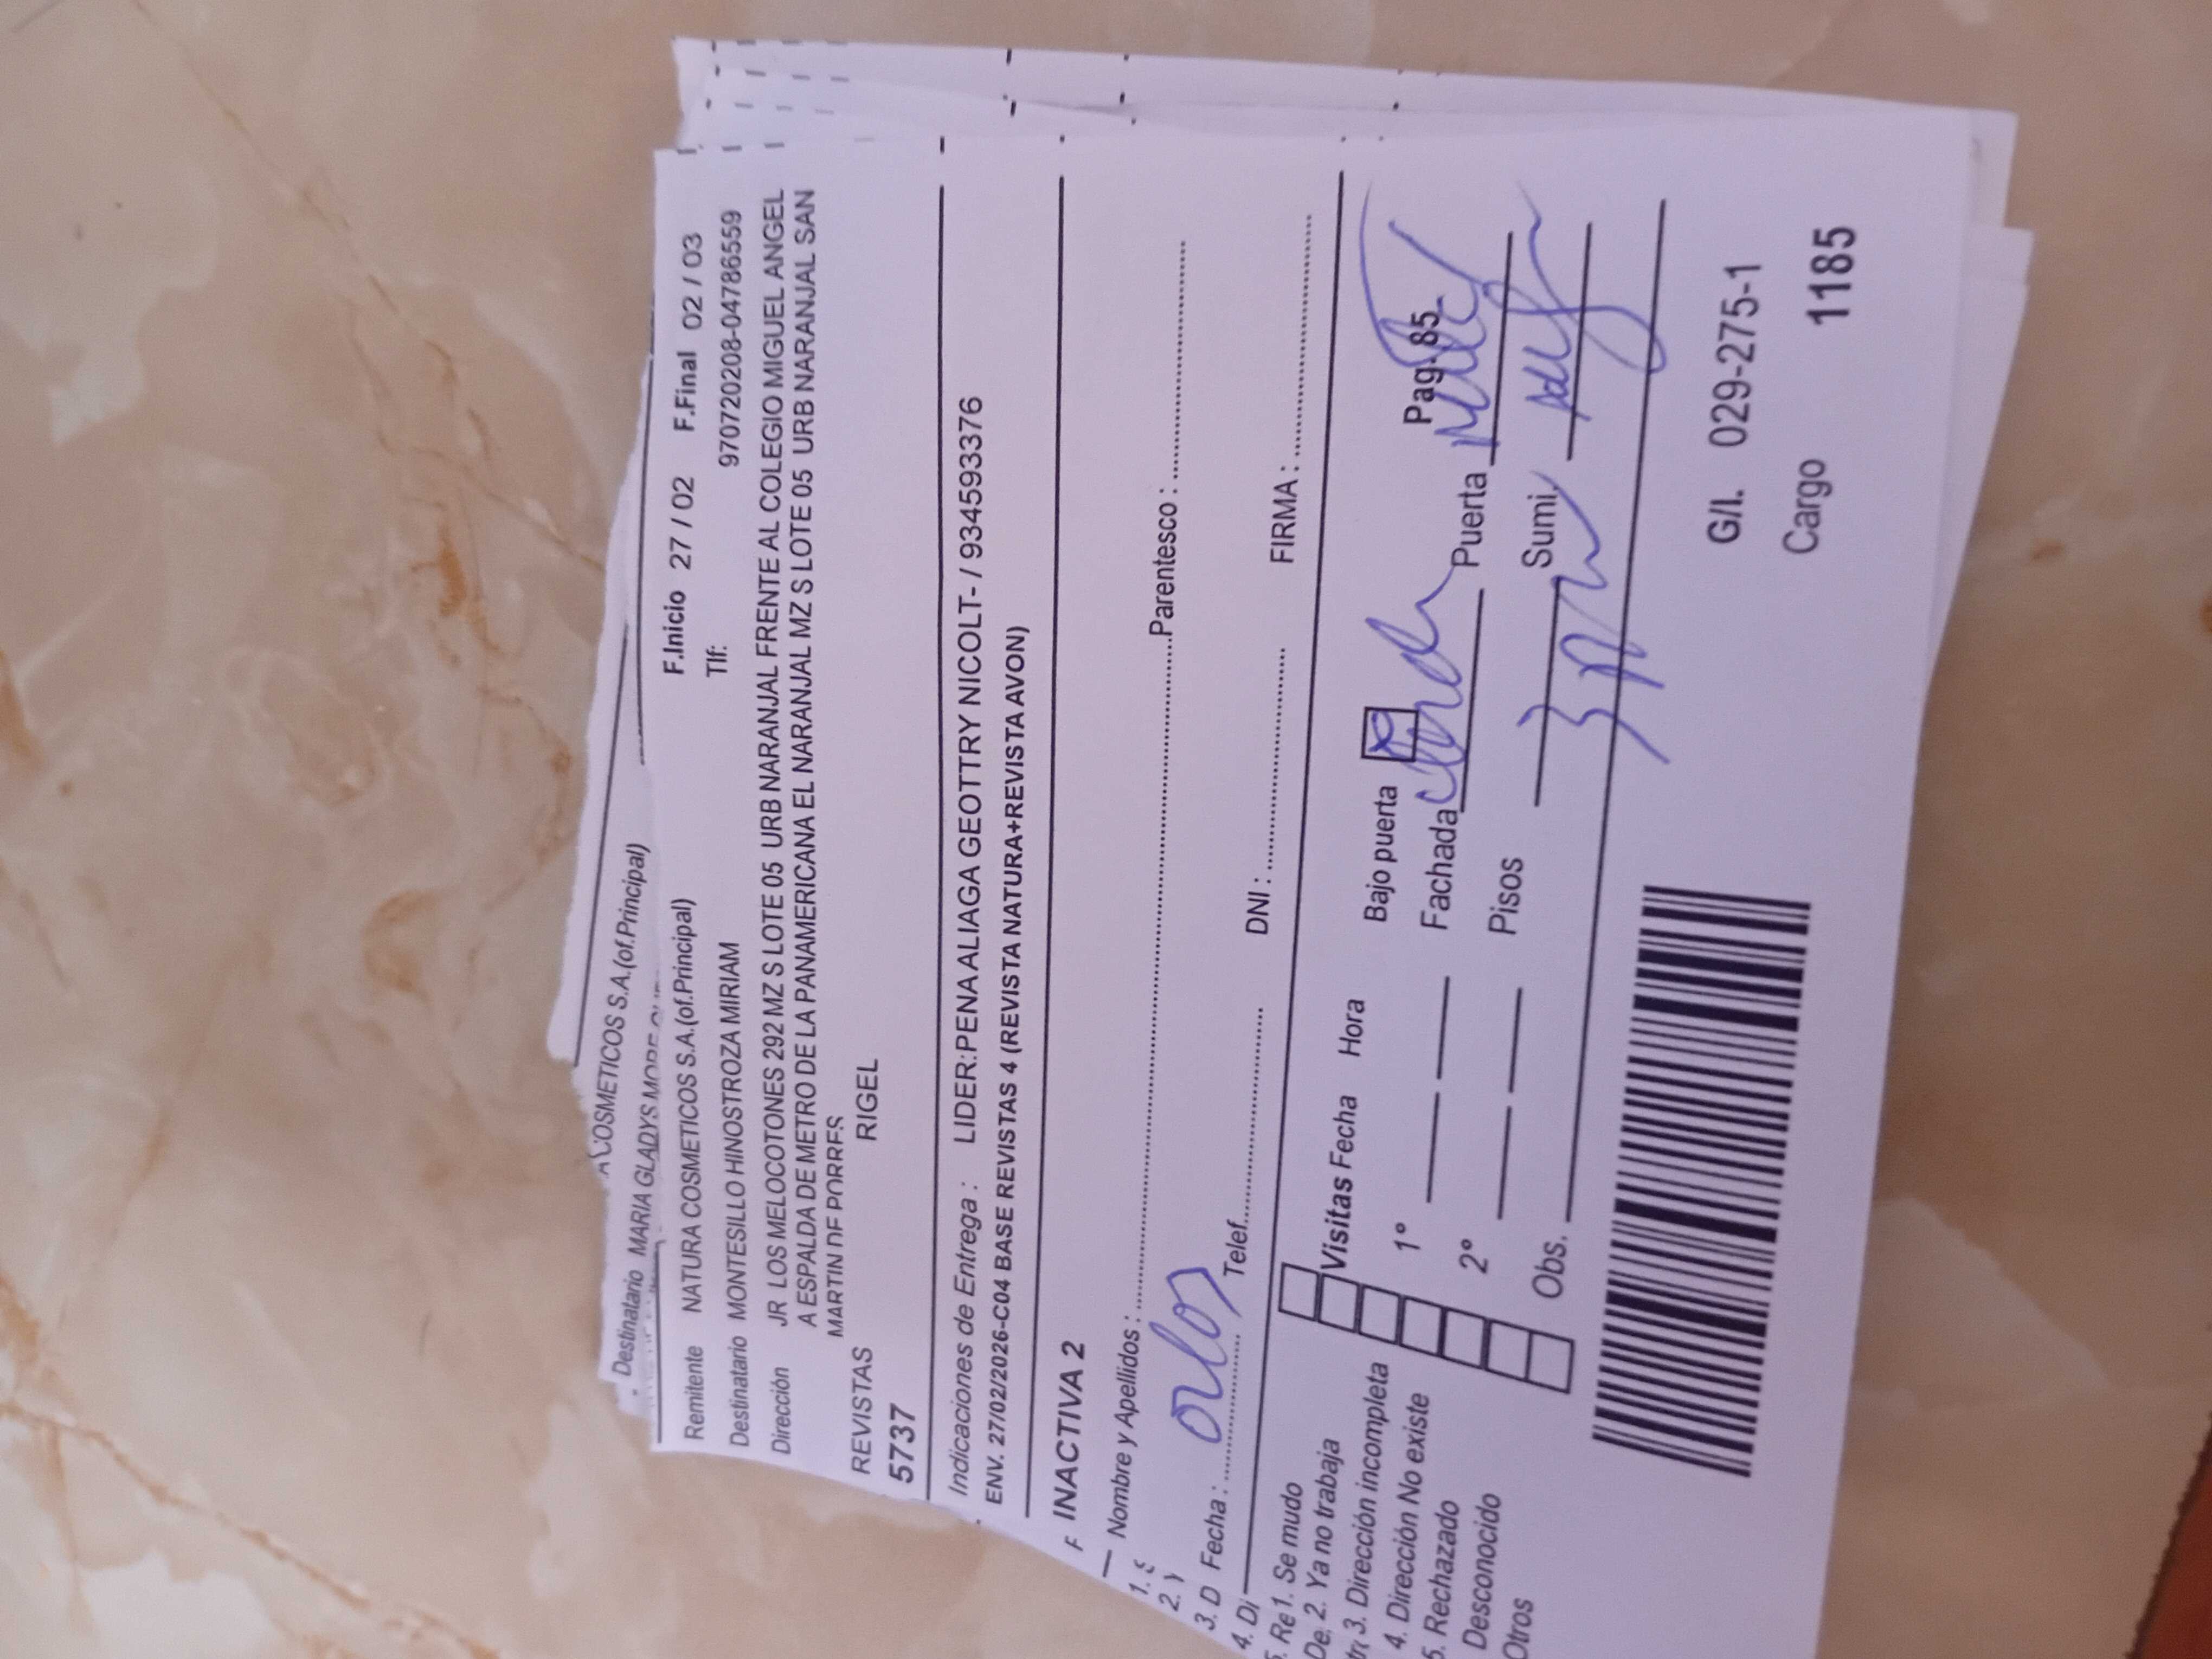 COSMETICOS S.A.(of.Principal)
Destinatario MARIA GLADYS
Remitente NATURA COSMETICOS S.A.(of.Principal) F.Inicio 27 / 02 F.Final 02 / 03
Destinatario MONTESILLO HINOSTROZA MIRIAM Tlf: 970720208-04786559
Dirección JR LOS MELOCOTONES 292 MZ S LOTE 05 URB NARANJAL FRENTE AL COLEGIO MIGUEL ANGEL
A ESPALDA DE METRO DE LA PANAMERICANA EL NARANJAL MZ S LOTE 05 URB NARANJAL SAN
MARTIN DE PORRES
REVISTAS RIGEL
5737
Indicaciones de Entrega : LIDER:PENA ALIAGA GEOTTRY NICOLT- / 934593376
ENV. 27/02/2026-C04 BASE REVISTAS 4 (REVISTA NATURA+REVISTA AVON)
INACTIVA 2
Nombre y Apellidos : Parentesco :
Fecha : Telef. DNI : FIRMA :
1. Se mudo
2. Ya no trabaja
3. Dirección incompleta
4. Dirección No existe
5. Rechazado
Desconocido
Otros
Visitas Fecha Hora Bajo puerta Pag- 85
1° Fachada Puerta
2° Pisos Sumi.
Obs.
G/I. 029-275-1
Cargo 1185